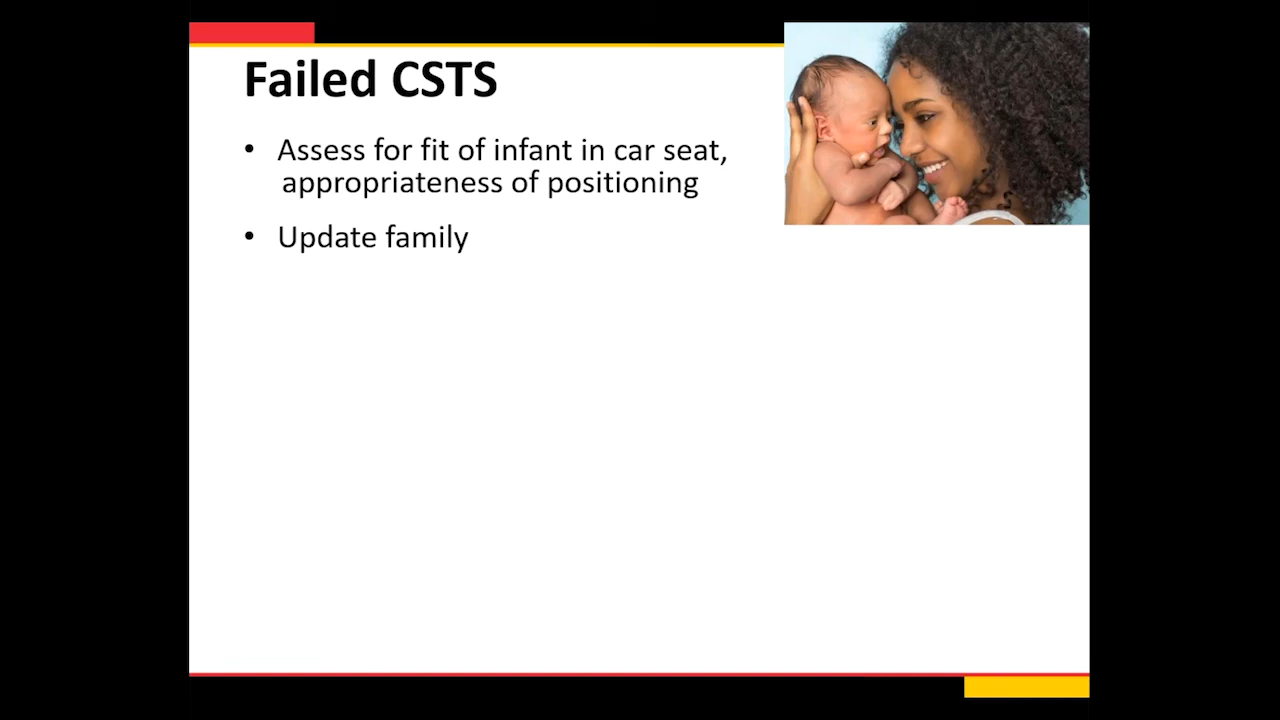 Failed CSTS
• Assess for fit of infant in car seat,
appropriateness of positioning
• Update family